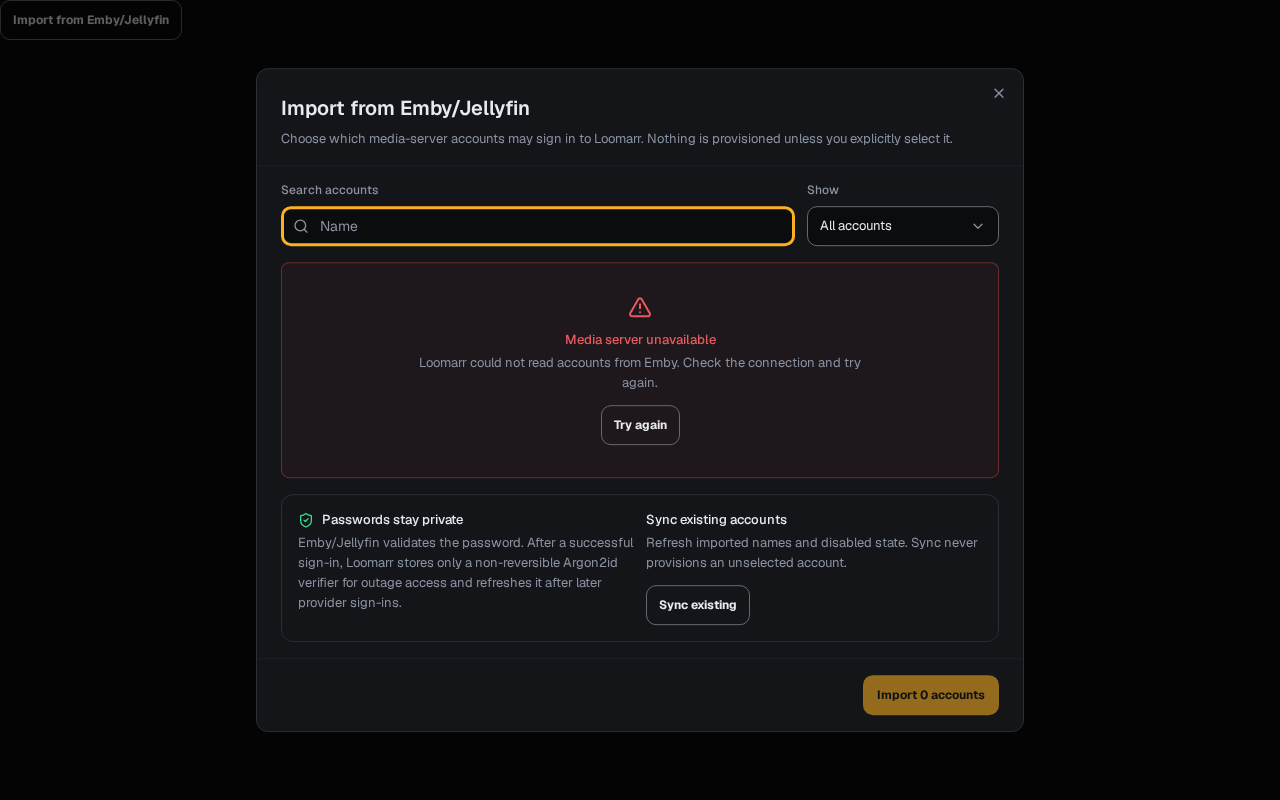 Import from Emby/Jellyfin
Import from Emby/Jellyfin
Choose which media-server accounts may sign in to Loomarr. Nothing is provisioned unless you explicitly select it.
Search accounts
Show
Name
All accounts
Media server unavailable
Loomarr could not read accounts from Emby. Check the connection and try
again.
Try again
Passwords stay private
Emby/Jellyfin validates the password. After a successful
sign-in, Loomarr stores only a non-reversible Argon2id
verifier for outage access and refreshes it after later
provider sign-ins.
Sync existing accounts
Refresh imported names and disabled state. Sync never
provisions an unselected account.
Sync existing
Import 0 accounts